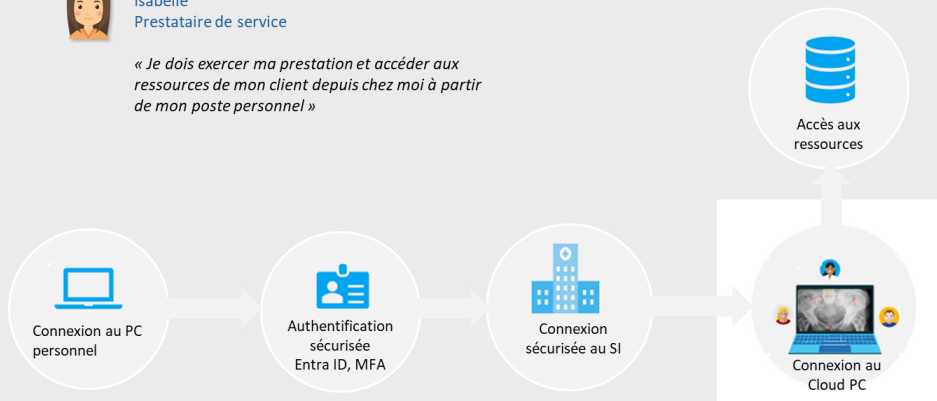 Isabelle
Prestataire de service
« Je dois exercer ma prestation et accéder aux
ressources de mon client depuis chez moi à partir
de mon poste personnel »
Accès aux
ressources
Connexion au PC
personnel
Authentification
sécurisée
Entra ID, MFA
Connexion
sécurisée au SI
Connexion au
Cloud PC